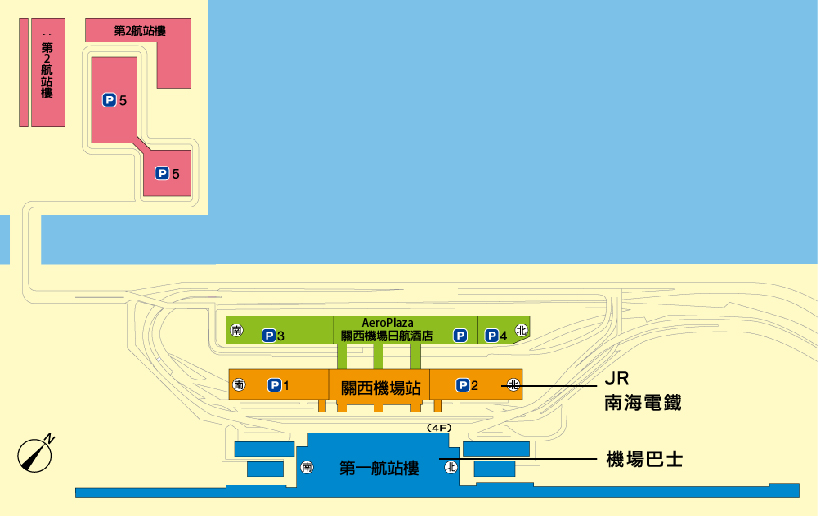 第2航站樓
第2航站樓
P 5
P 5
AeroPlaza
南
P3
關西機場日航酒店
P
P4
北
南
P 1
關西機場站
P 2
北
JR
南海電鐵
(4F)
N
南
第一航站樓
北
機場巴士